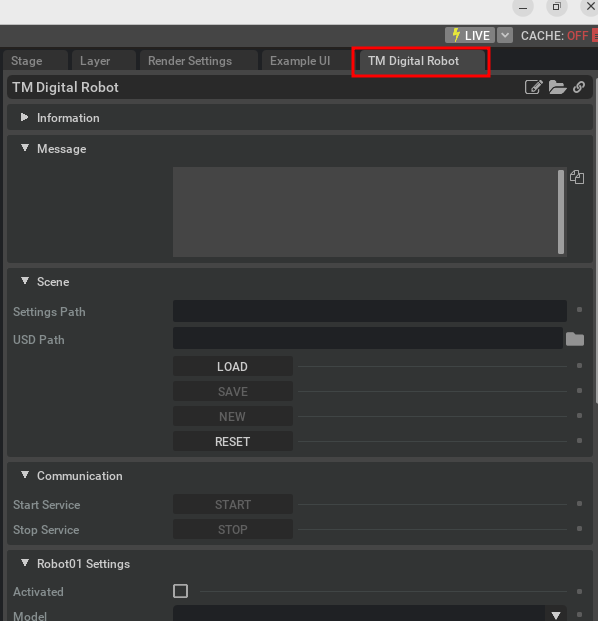 LIVE CACHE: OFF
Stage Layer Render Settings Example UI TM Digital Robot
TM Digital Robot
Information
Message
Scene
Settings Path
USD Path
LOAD
SAVE
NEW
RESET
Communication
Start Service START
Stop Service STOP
Robot01 Settings
Activated
Model